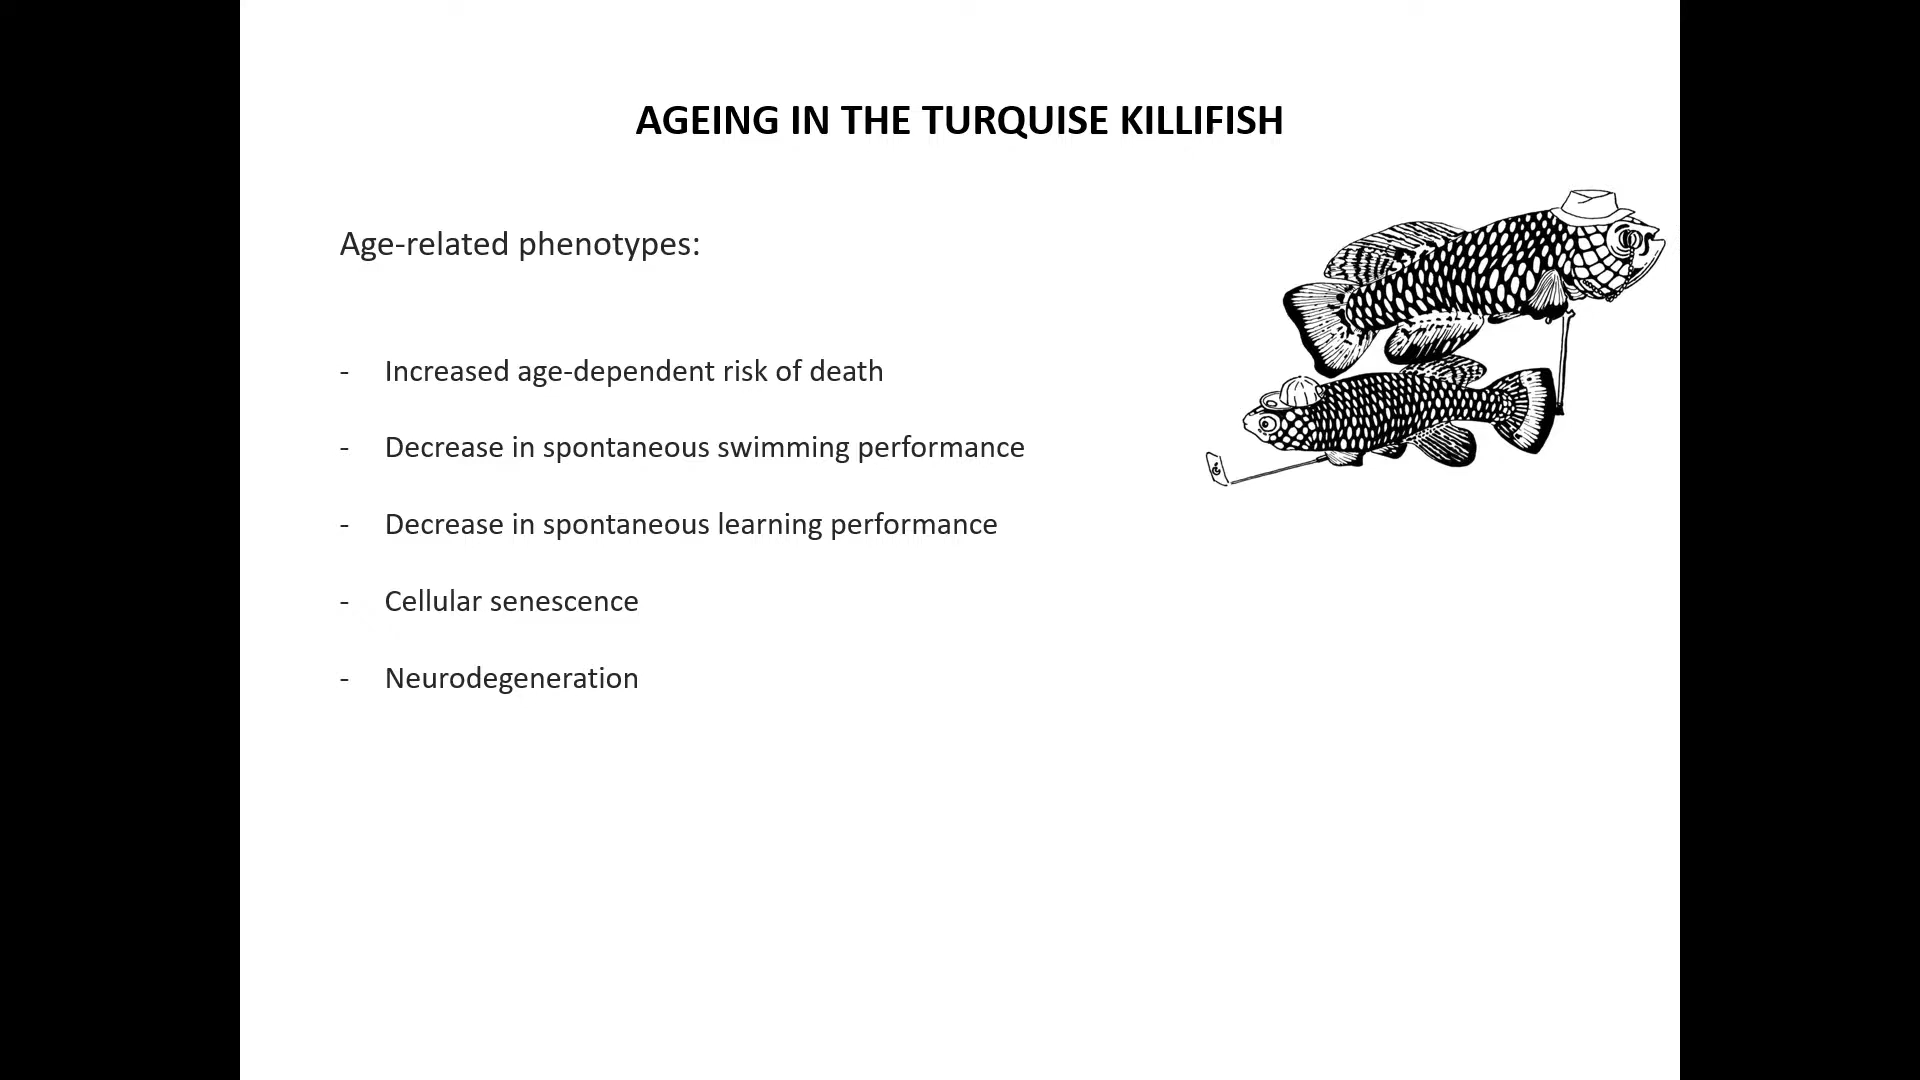 AGEING IN THE TURQUISE KILLIFISH
Age-related phenotypes:
- Increased age-dependent risk of death
- Decrease in spontaneous swimming performance
- Decrease in spontaneous learning performance
- Cellular senescence
- Neurodegeneration